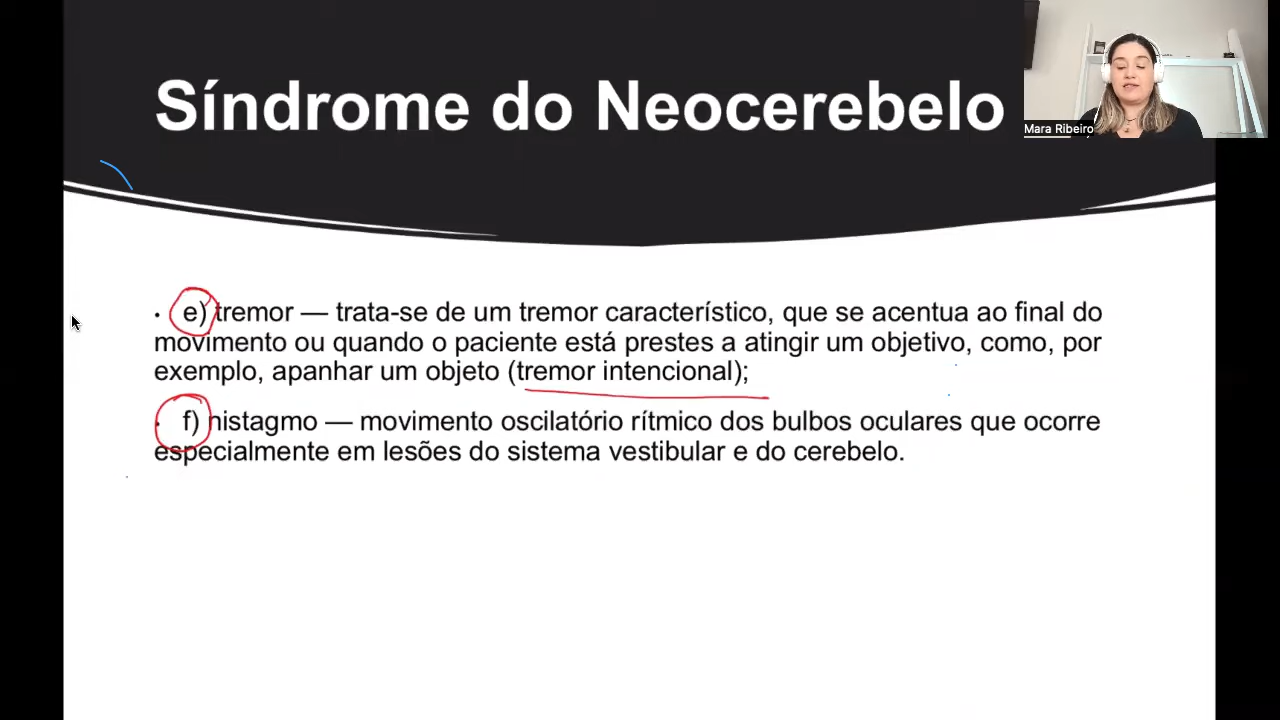 Síndrome do Neocerebelo
Mara Ribeiro
• e) tremor — trata-se de um tremor característico, que se acentua ao final do
movimento ou quando o paciente está prestes a atingir um objetivo, como, por
exemplo, apanhar um objeto (tremor intencional);
• f) nistagmo — movimento oscilatório rítmico dos bulbos oculares que ocorre
especialmente em lesões do sistema vestibular e do cerebelo.